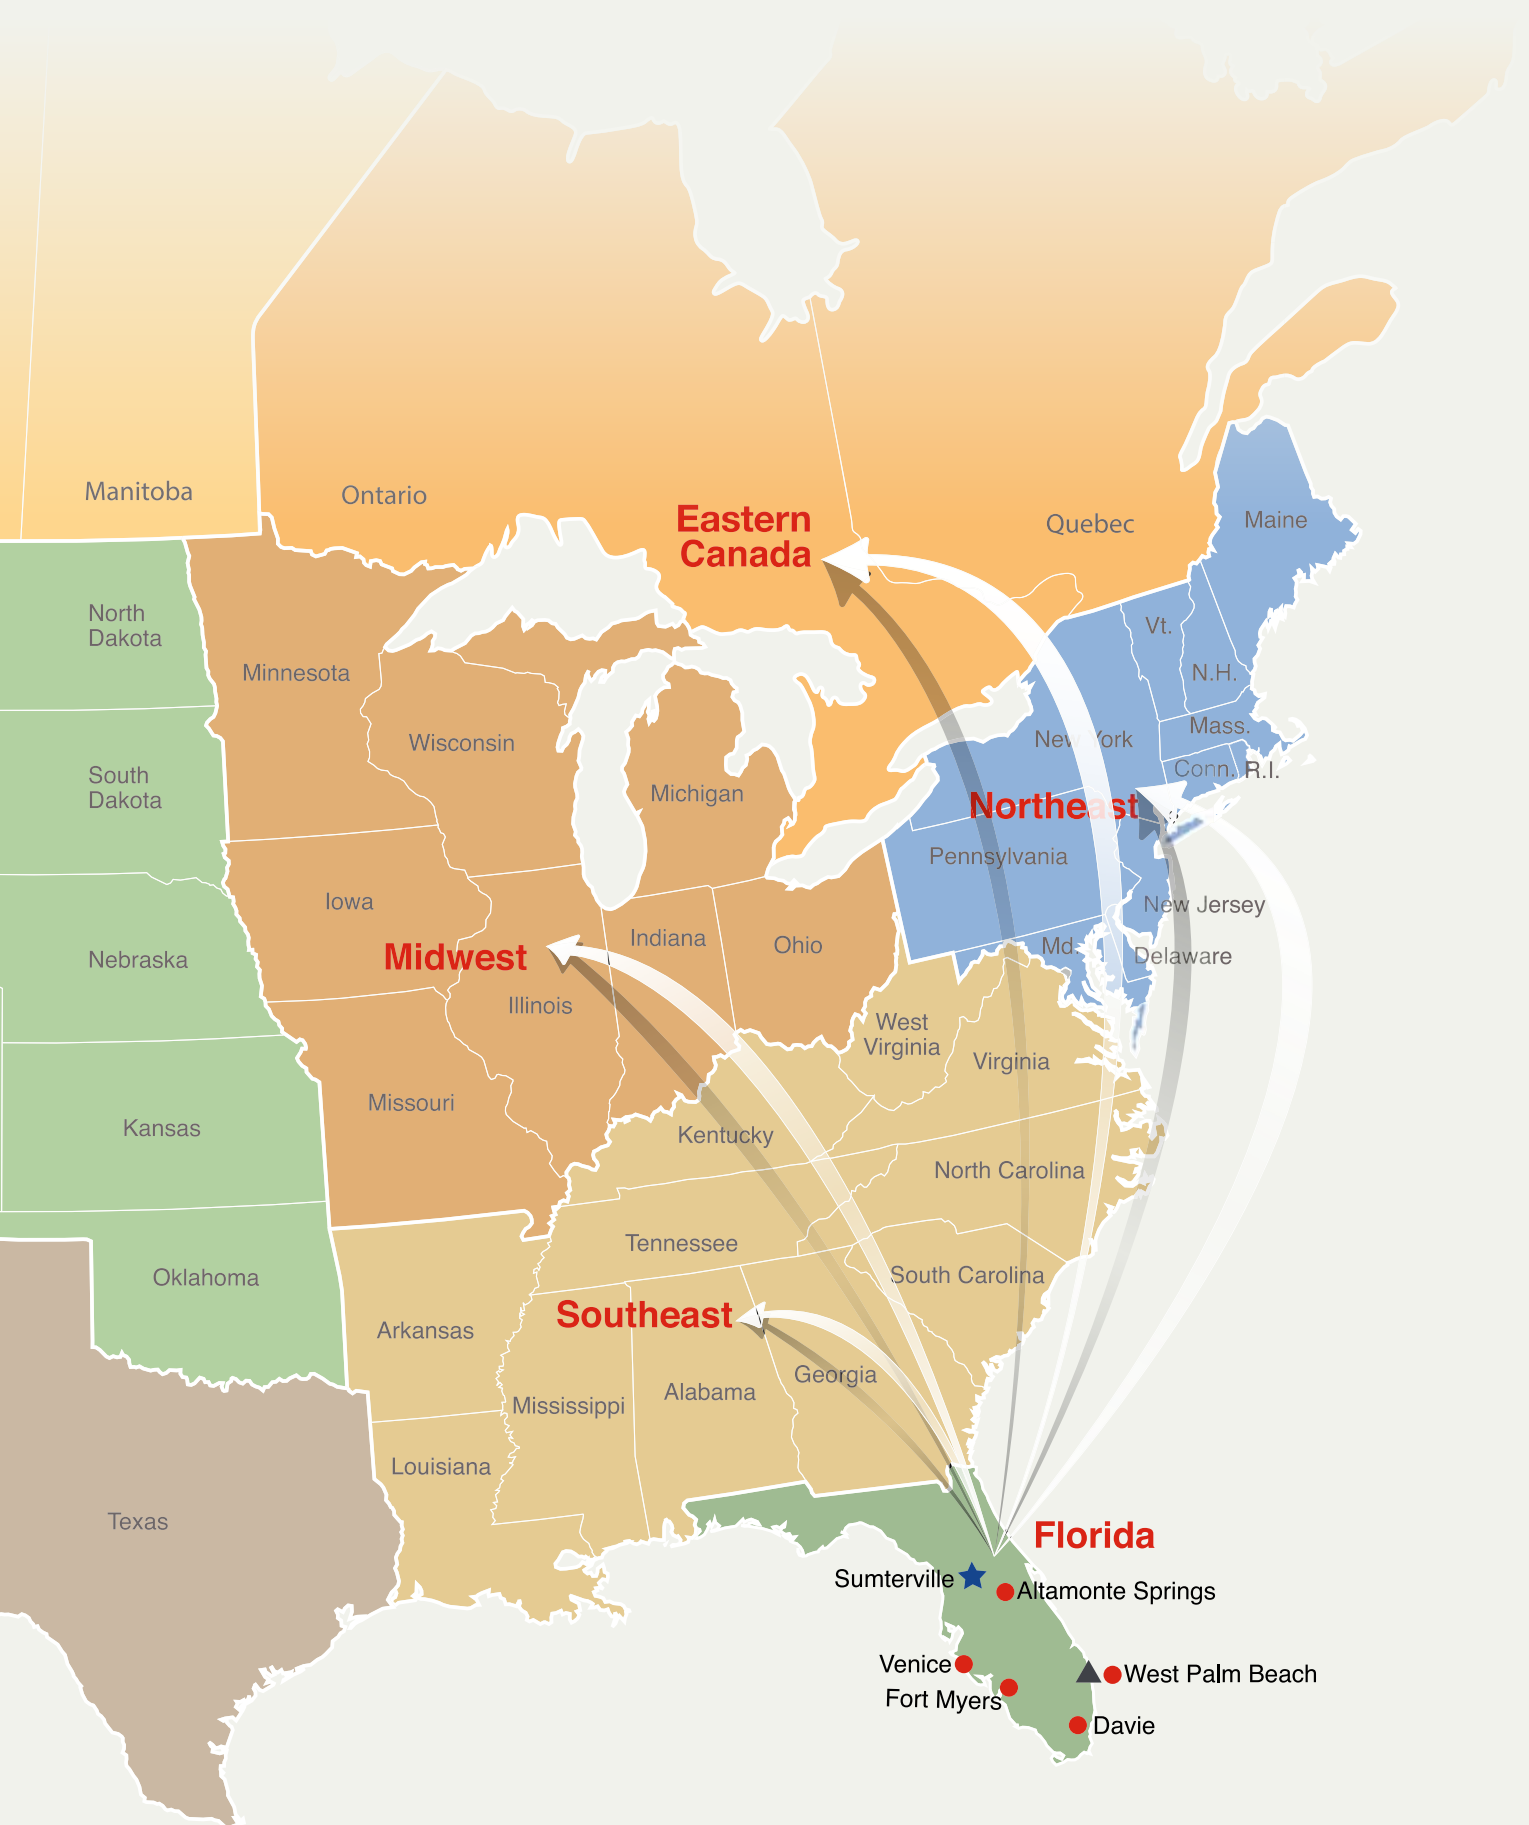 Manitoba
Ontario
Eastern
Canada
Quebec
Maine
North
Dakota
Minnesota
Vt.
N.H.
Wisconsin
New York
Mass.
South
Dakota
Michigan
Conn.
R.I.
Northeast
Pennsylvania
Iowa
New Jersey
Nebraska
Midwest
Indiana
Ohio
Md.
Delaware
Illinois
West
Virginia
Virginia
Missouri
Kansas
Kentucky
North Carolina
Tennessee
Oklahoma
South Carolina
Southeast
Arkansas
Georgia
Mississippi
Alabama
Louisiana
Texas
Florida
Sumterville
Altamonte Springs
Venice
West Palm Beach
Fort Myers
Davie